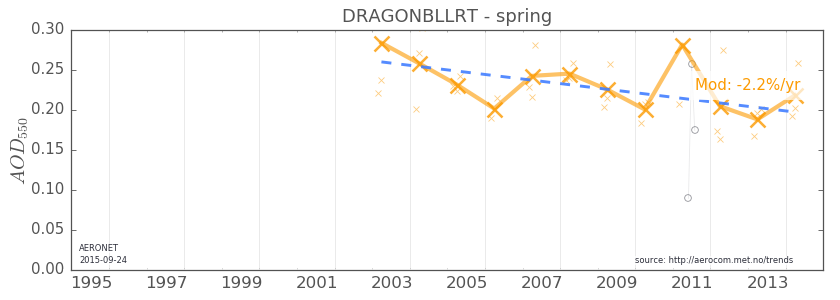 DRAGONBLLRT - spring
0.30
0.25
0.20
0.15
0.10
0.05
0.00
AOD550
Mod: -2.2%/yr
AERONET
2015-09-24
source: http://aerocom.met.no/trends
1995 1997 1999 2001 2003 2005 2007 2009 2011 2013